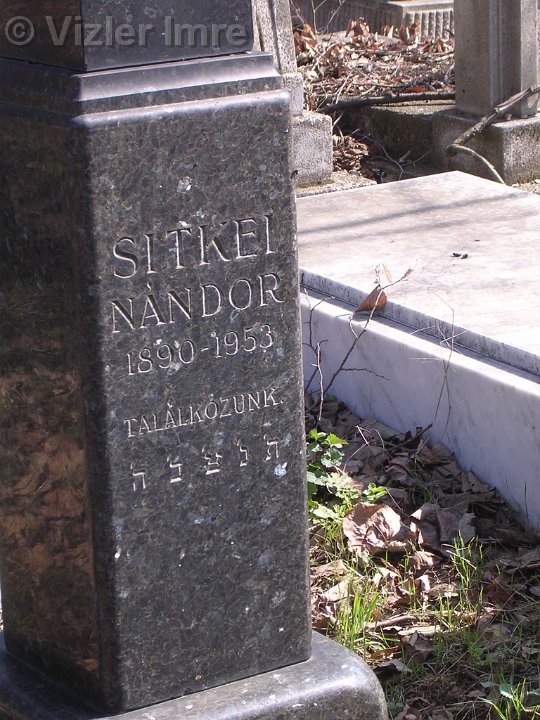 © Vizler Imre
SITKEI
NÁNDOR
1890-1953
TALÁLKOZUNK.
ת נ צ ב ה